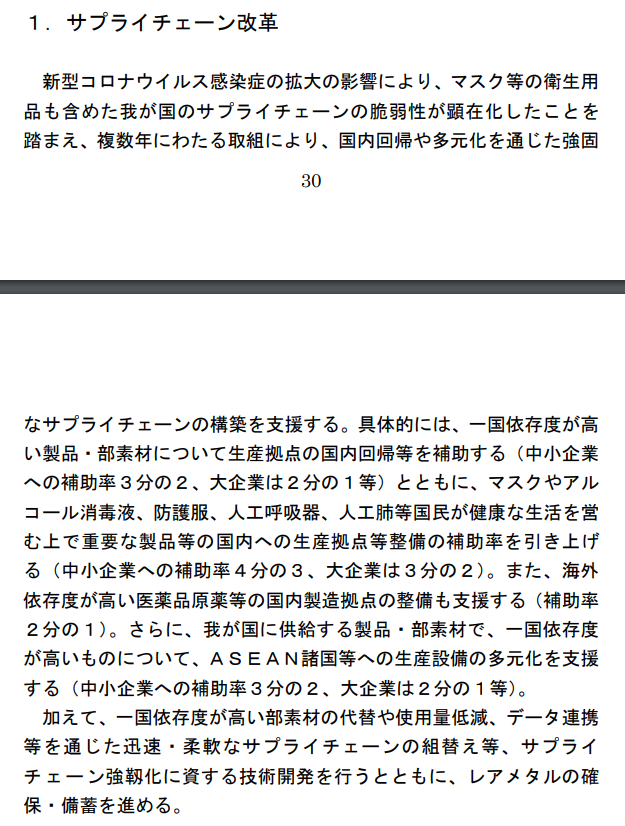 １．サプライチェーン改革
新型コロナウイルス感染症の拡大の影響により、マスク等の衛生用
品も含めた我が国のサプライチェーンの脆弱性が顕在化したことを
踏まえ、複数年にわたる取組により、国内回帰や多元化を通じた強固
30
なサプライチェーンの構築を支援する。具体的には、一国依存度が高
い製品・部素材について生産拠点の国内回帰等を補助する（中小企業
への補助率３分の２、大企業は２分の１等）とともに、マスクやアル
コール消毒液、防護服、人工呼吸器、人工肺等国民が健康な生活を営
む上で重要な製品等の国内への生産拠点等整備の補助率を引き上げ
る（中小企業への補助率４分の３、大企業は３分の２）。また、海外
依存度が高い医薬品原薬等の国内製造拠点の整備も支援する（補助率
２分の１）。さらに、我が国に供給する製品・部素材で、一国依存度
が高いものについて、ＡＳＥＡＮ諸国等への生産設備の多元化を支援
する（中小企業への補助率３分の２、大企業は２分の１等）。
加えて、一国依存度が高い部素材の代替や使用量低減、データ連携
等を通じた迅速・柔軟なサプライチェーンの組替え等、サプライ
チェーン強靱化に資する技術開発を行うとともに、レアメタルの確
保・備蓄を進める。